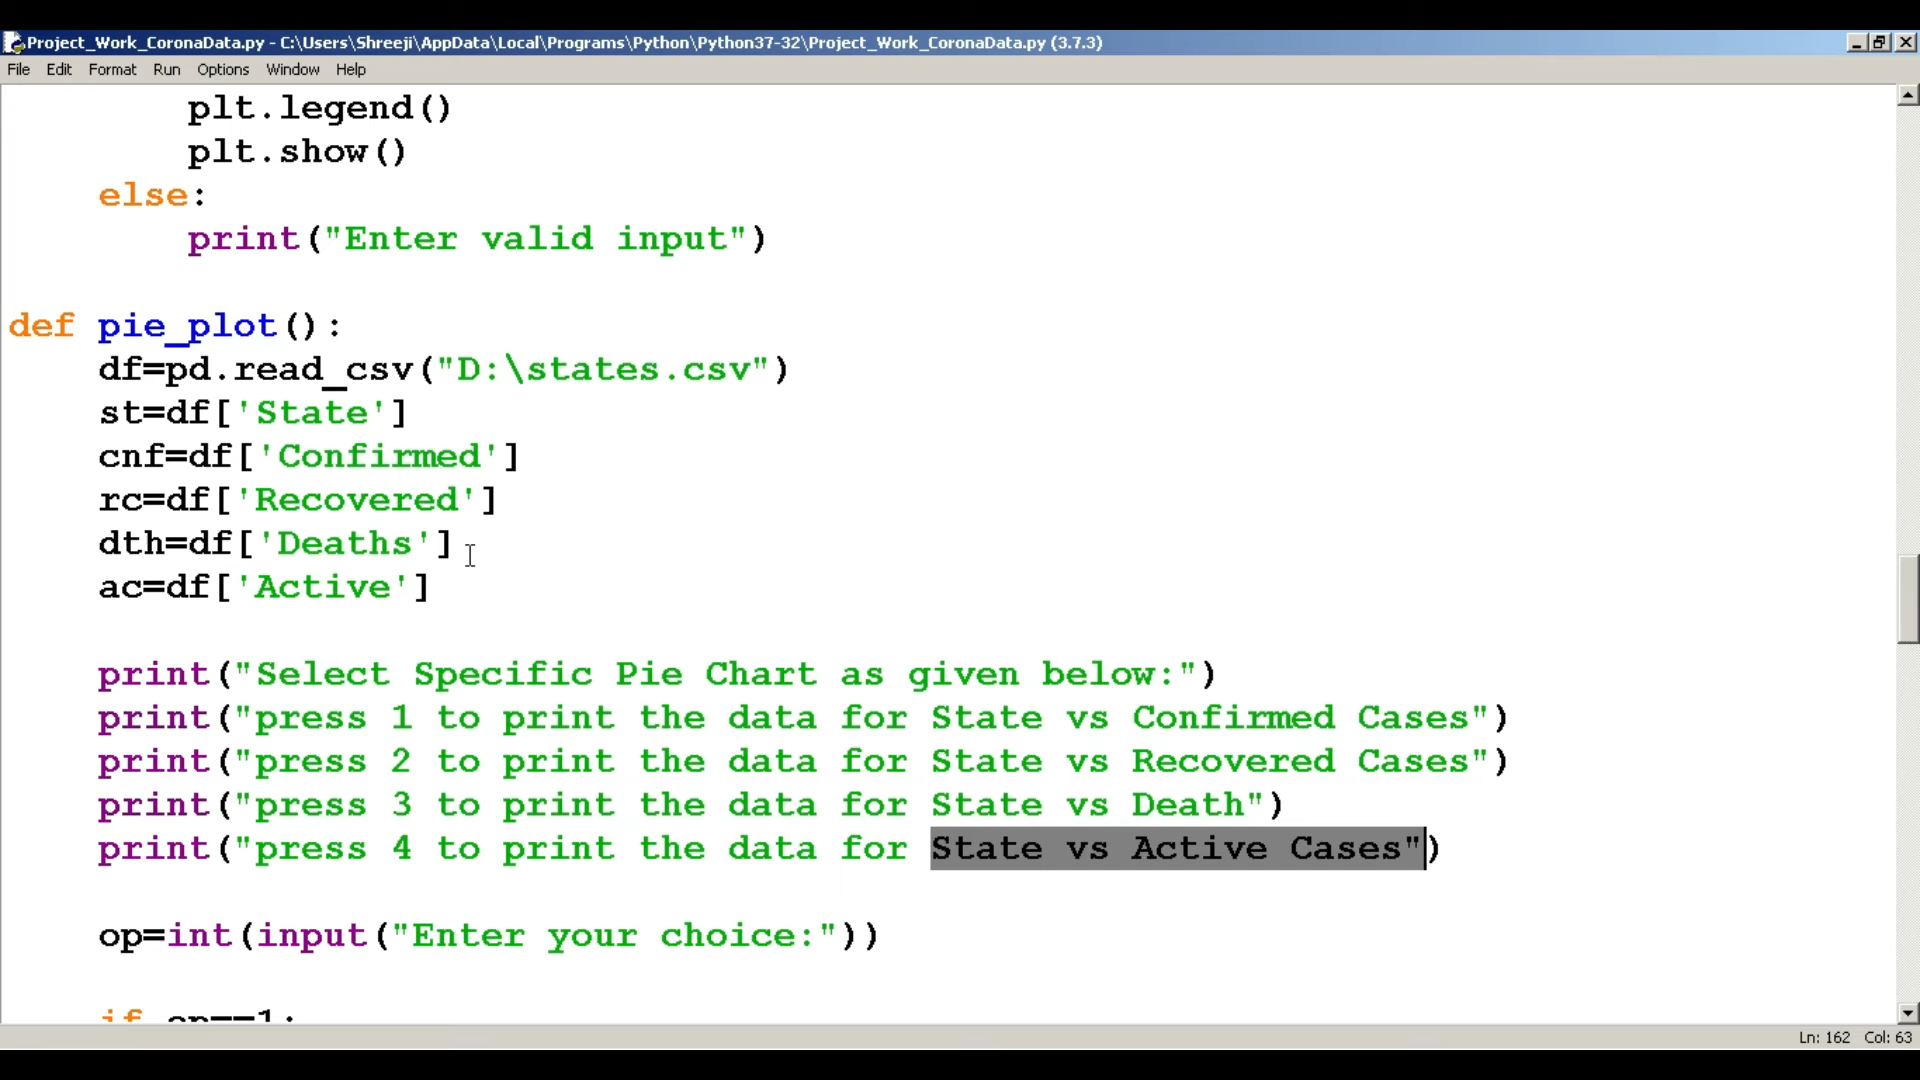 Project_Work_CoronaData.py - C:\Users\Shreeji\AppData\Local\Programs\Python\Python37-32\Project_Work_CoronaData.py (3.7.3)
File Edit Format Run Options Window Help
plt.legend()
plt.show()
else:
print("Enter valid input")
def pie_plot():
df=pd.read_csv("D:\states.csv")
st=df['State']
cnf=df['Confirmed']
rc=df['Recovered']
dth=df['Deaths']
ac=df['Active']
print("Select Specific Pie Chart as given below:")
print("press 1 to print the data for State vs Confirmed Cases")
print("press 2 to print the data for State vs Recovered Cases")
print("press 3 to print the data for State vs Death")
print("press 4 to print the data for State vs Active Cases")
op=int(input("Enter your choice:"))
if op==1:
Ln: 162 Col: 63